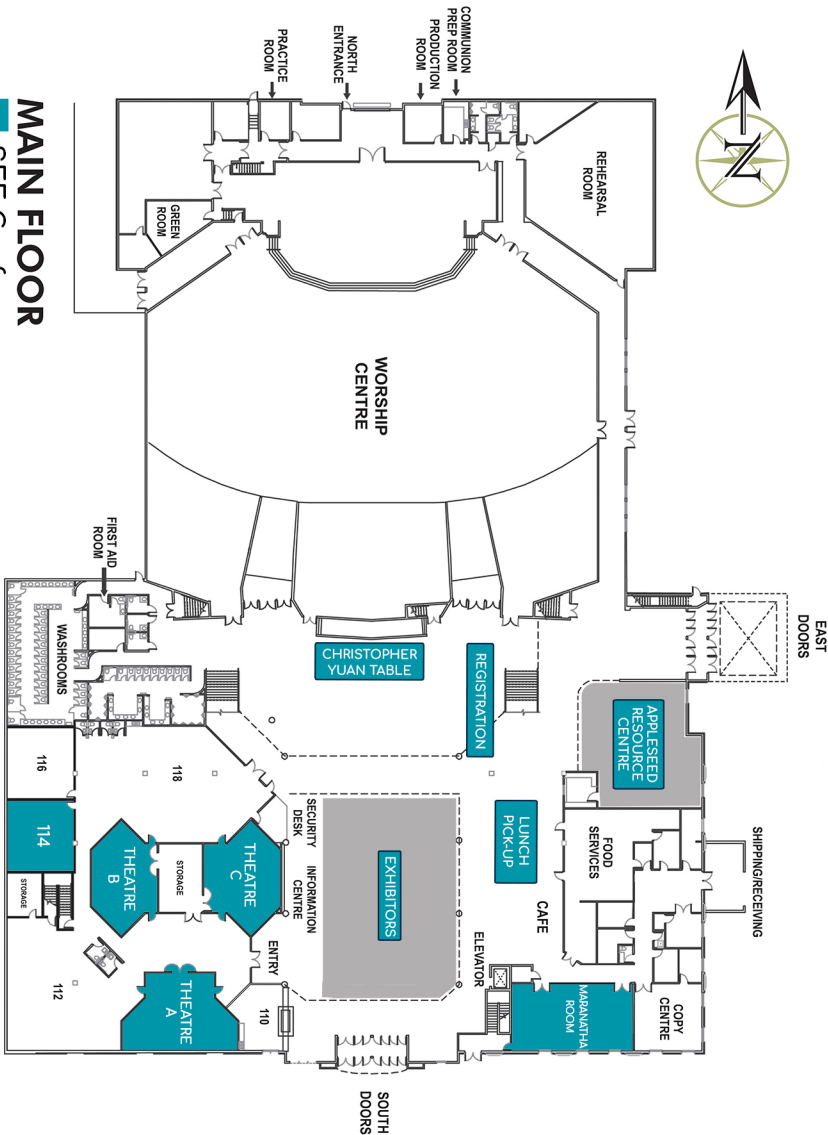 COMMUNION
PREP ROOM
PRODUCTION
ROOM
NORTH
ENTRANCE
PRACTICE
ROOM
N
REHEARSAL
ROOM
GREEN
ROOM
MAIN FLOOR
WORSHIP
CENTRE
FIRST AID
ROOM
WASHROOMS
EAST
DOORS
CHRISTOPHER
YUAN TABLE
REGISTRATION
APPLESEED
RESOURCE
CENTRE
116
118
114
STORAGE
THEATRE
B
STORAGE
THEATRE
C
SECURITY
DESK
INFORMATION
CENTRE
EXHIBITORS
LUNCH
PICK-UP
FOOD
SERVICES
SHIPPING/RECEIVING
CAFE
ELEVATOR
ENTRY
112
THEATRE
A
110
MARANATHA
ROOM
COPY
CENTRE
SOUTH
DOORS